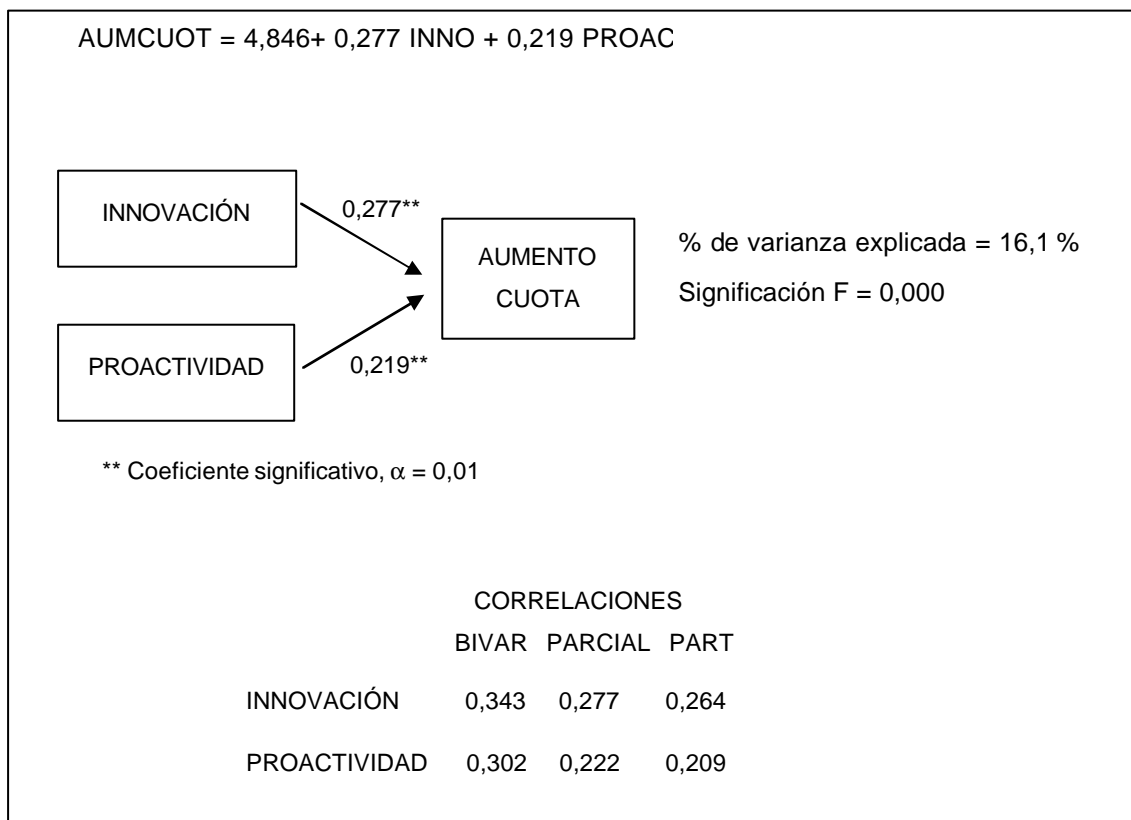 AUMCUOT = 4,846+ 0,277 INNO + 0,219 PROAC
INNOVACIÓN
0,277**
AUMENTO
CUOTA
% de varianza explicada = 16,1 %
Significación F = 0,000
PROACTIVIDAD
0,219**
** Coeficiente significativo, α = 0,01
CORRELACIONES
BIVAR PARCIAL PART
INNOVACIÓN 0,343 0,277 0,264
PROACTIVIDAD 0,302 0,222 0,209